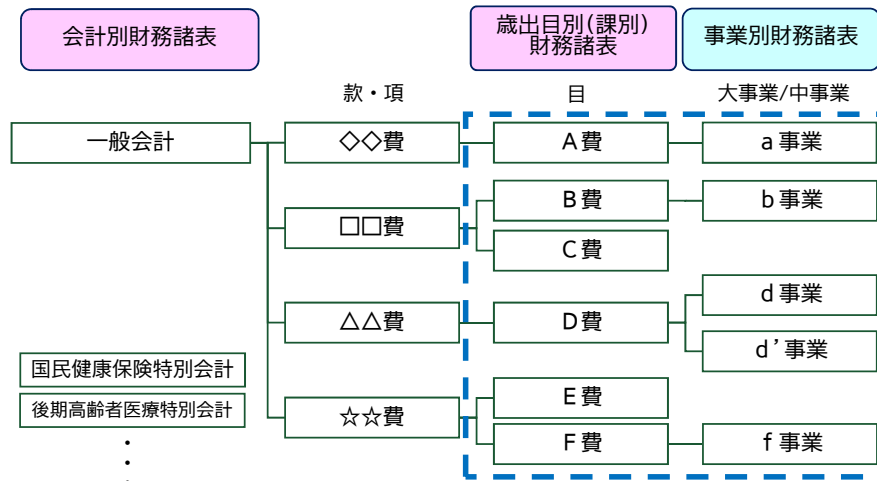 会計別財務諸表
歳出目別(課別)
財務諸表
事業別財務諸表
款・項
目
大事業/中事業
一般会計
◇◇費
A費
a事業
□□費
B費
b事業
C費
△△費
D費
d事業
d’事業
国民健康保険特別会計
後期高齢者医療特別会計
・
・
・
☆☆費
E費
F費
f事業